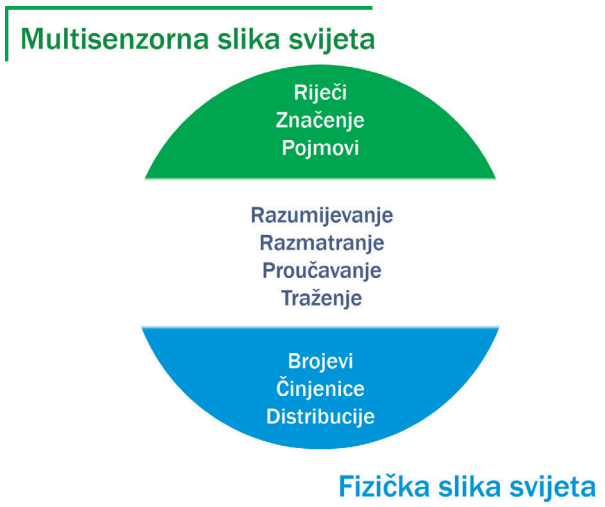 Multisenzorna slika svijeta
Riječi
Značenje
Pojmovi
Razumijevanje
Razmatranje
Proučavanje
Traženje
Brojevi
Činjenice
Distribucije
Fizička slika svijeta